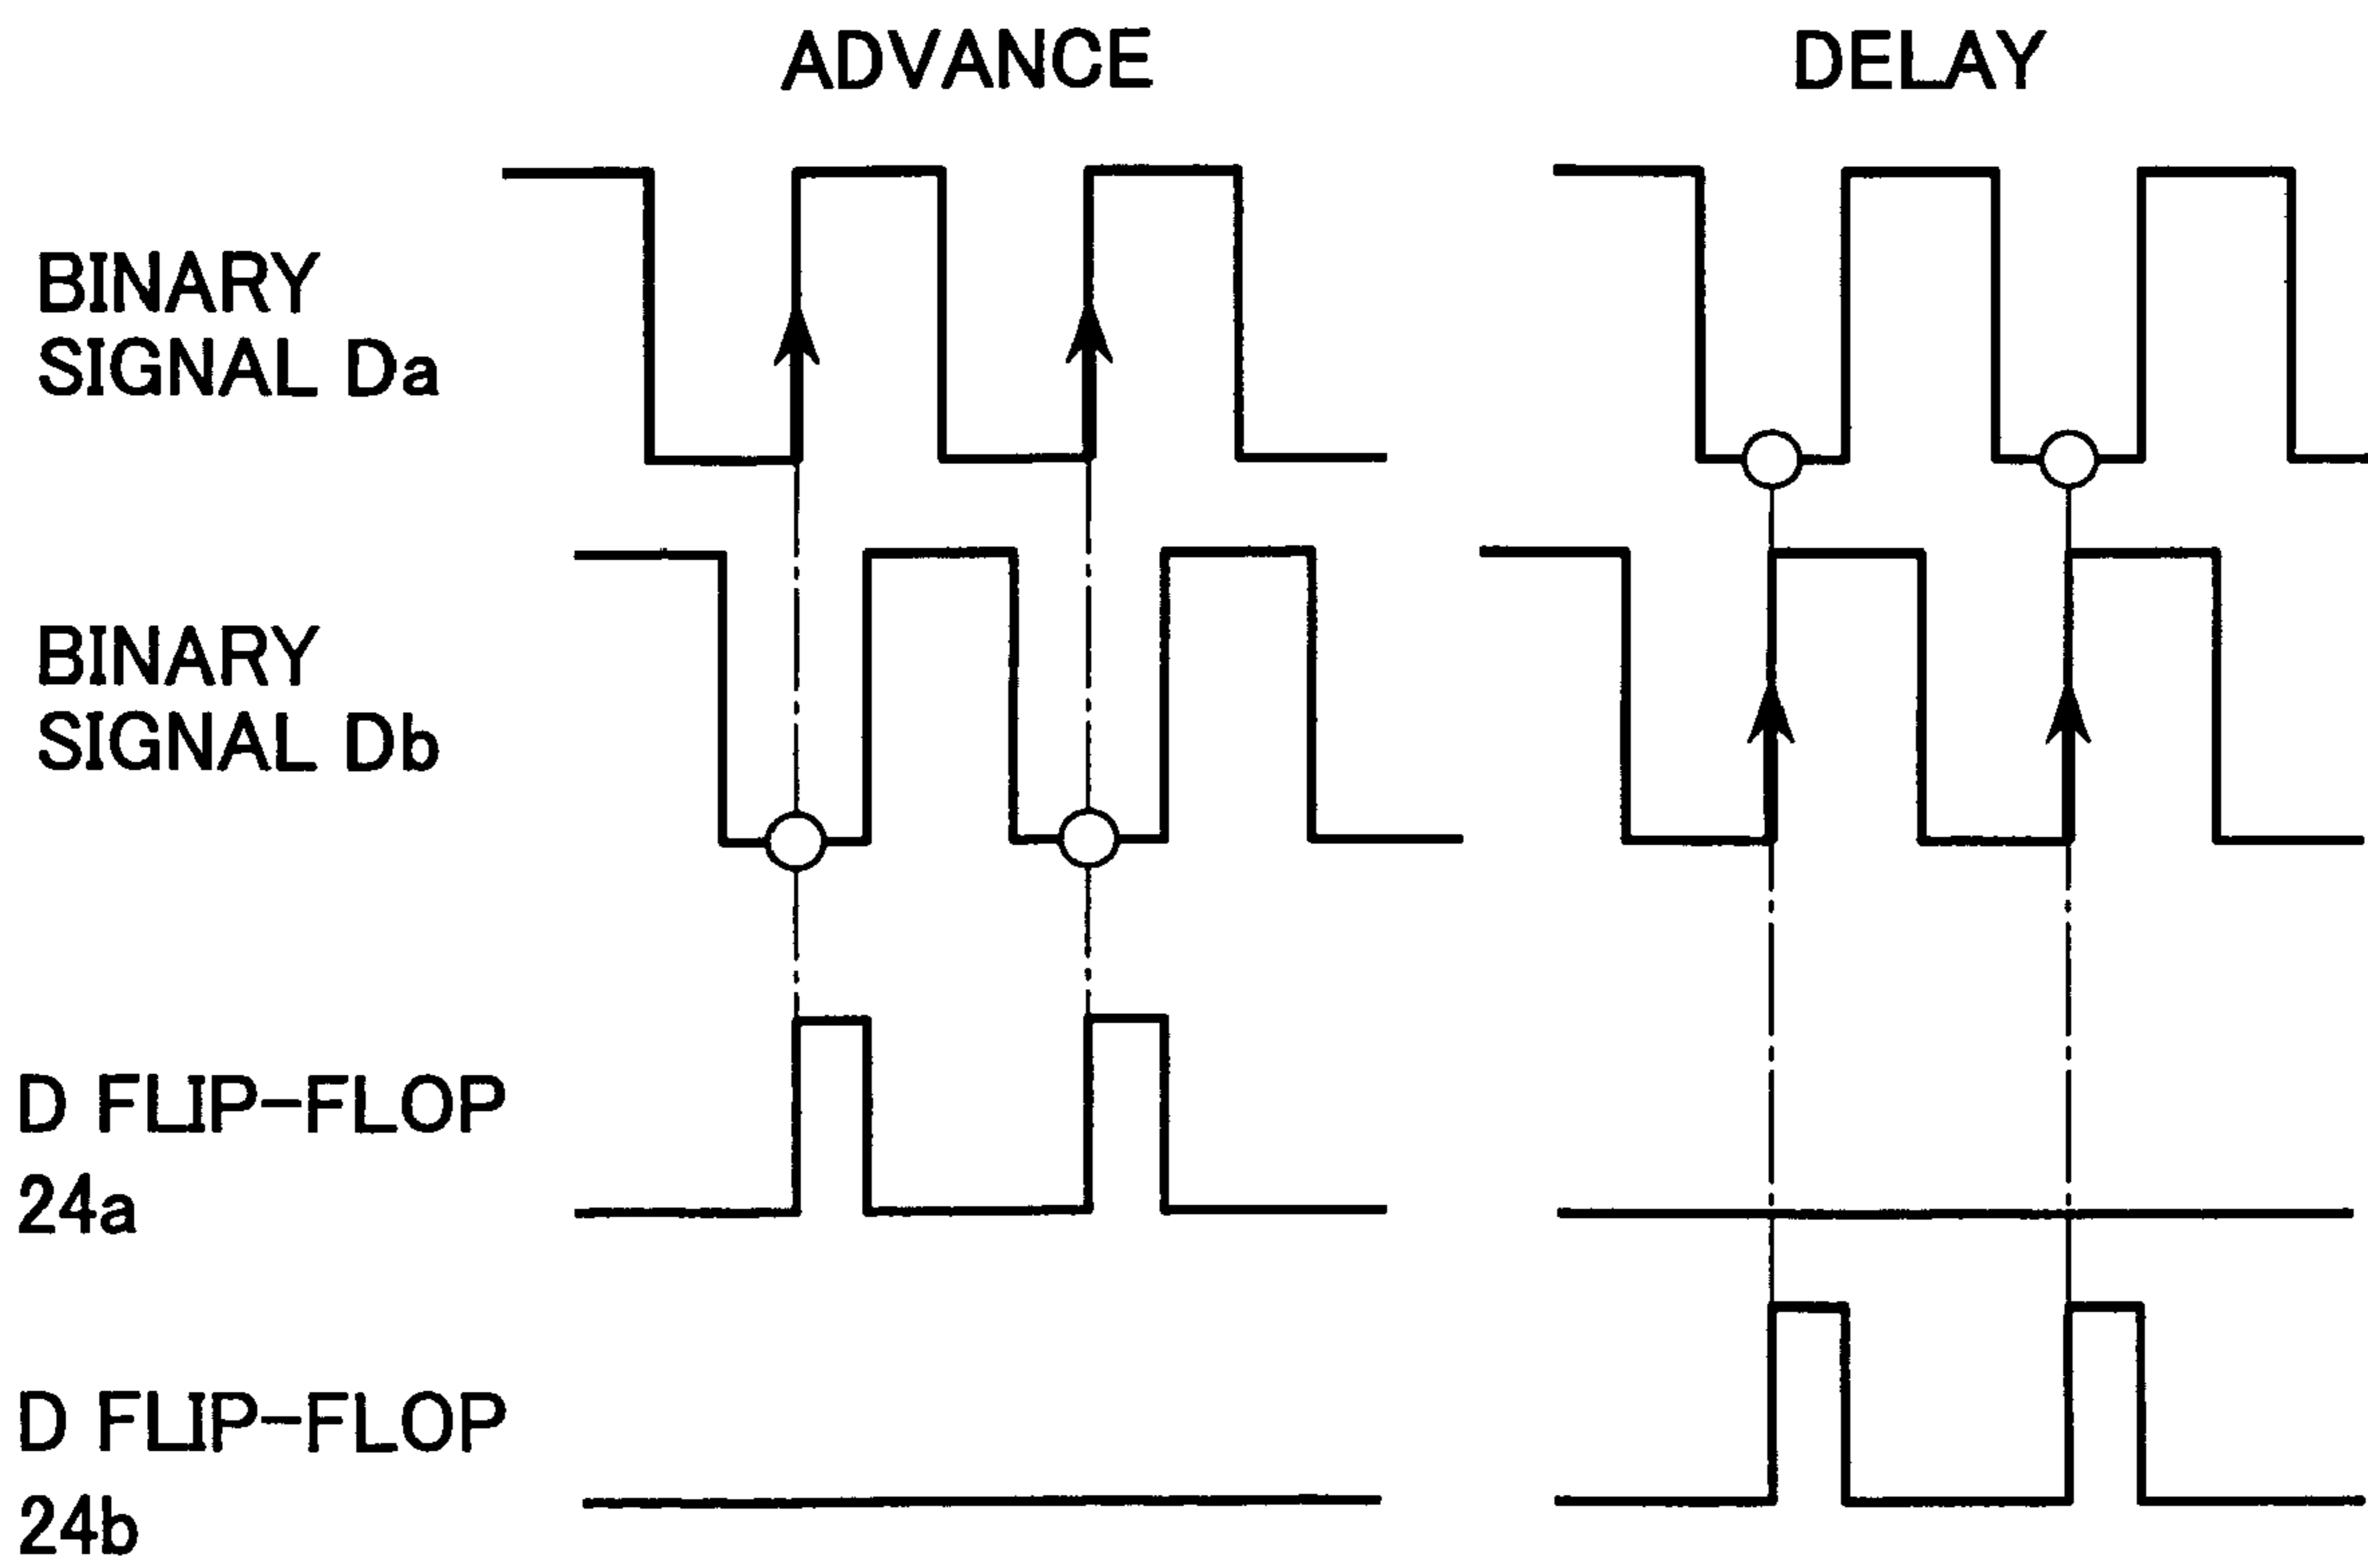 ADVANCE
DELAY
BINARY
SIGNAL Da
BINARY
SIGNAL Db
D FLIP-FLOP
24a
D FLIP-FLOP
24b